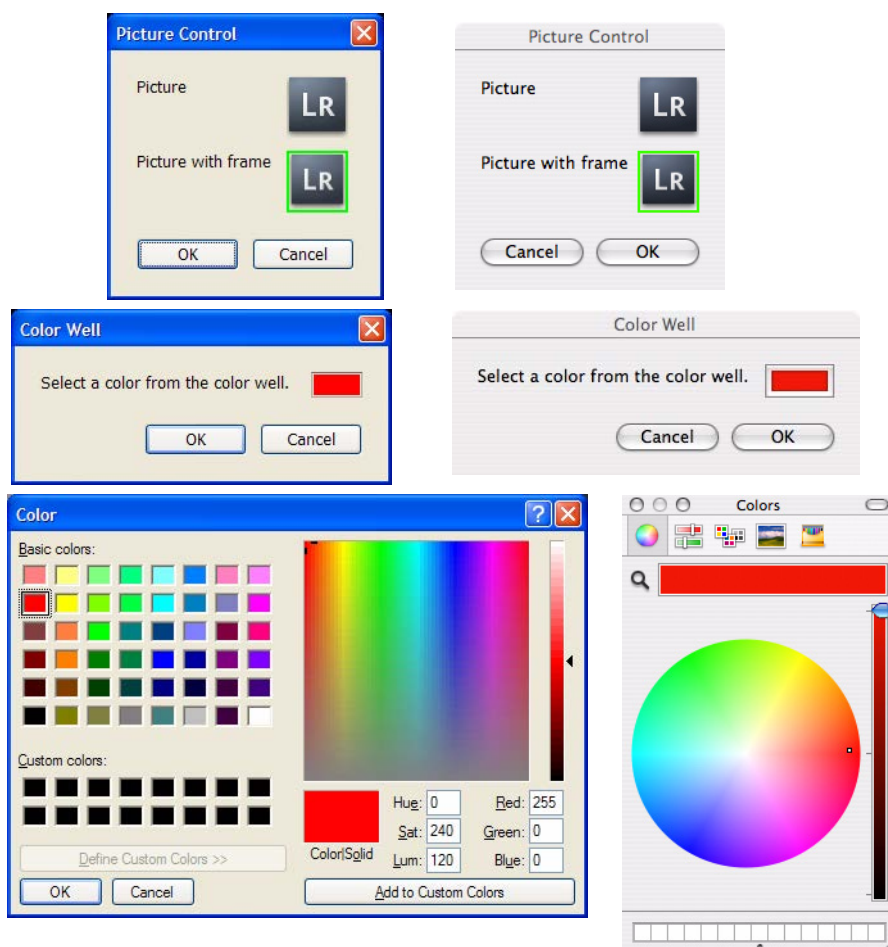 Picture Control
Picture
LR
Picture with frame
LR
OK Cancel
Picture Control
Picture
LR
Picture with frame
LR
Cancel OK
Color Well
Select a color from the color well.
OK Cancel
Color Well
Select a color from the color well.
Cancel OK
Color
?
Basic colors:
Custom colors:
Define Custom Colors >>
OK Cancel
Color|Solid
Hue: 0 Red: 255
Sat: 240 Green: 0
Lum: 120 Blue: 0
Add to Custom Colors
Colors